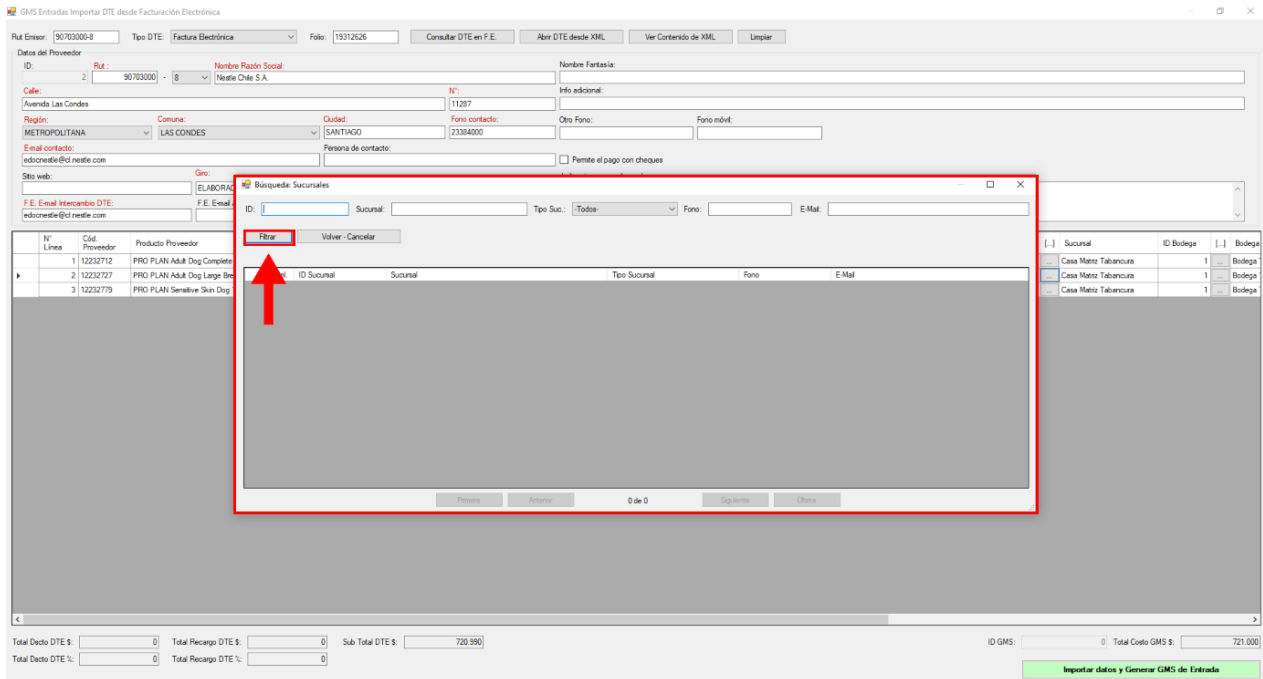 GMS Entradas Importar DTE desde Facturación Electrónica
Rut Emisor: 90703000-8 Tipo DTE: Factura Electrónica Folio: 19312626 Consultar DTE en F.E. Abrir DTE desde XML Ver Contenido de XML Limpiar
Datos del Proveedor
ID: Rut : Nombre Razón Social: Nombre Fantasía:
2 90703000 - 8 Nestle Chile S.A.
Calle: N°: Info adicional:
Avenida Las Condes 11287
Región: Comuna: Ciudad: Fono contacto: Otro Fono: Fono móvil:
METROPOLITANA LAS CONDES SANTIAGO 23384000
E-mail contacto: Persona de contacto:
edocnestle@cl.nestle.com Permite el pago con cheques
Sitio web: Giro:
ELABORAC
F.E. E-mail Intercambio DTE: F.E. E-mail
edocnestle@cl.nestle.com
Búsqueda: Sucursales
ID: Sucursal: Tipo Suc.: -Todos- Fono: E-Mail:
Filtrar Volver - Cancelar
ID Sucursal Sucursal Tipo Sucursal Fono E-Mail
Primero Anterior 0 de 0 Siguiente Última
N° Línea Cód. Proveedor Producto Proveedor [...] Sucursal ID Bodega [...] Bodega
1 12232712 PRO PLAN Adult Dog Complete ... Casa Matriz Tabancura 1 ... Bodega
2 12232727 PRO PLAN Adult Dog Large Bre ... Casa Matriz Tabancura 1 ... Bodega
3 12232779 PRO PLAN Sensitive Skin Dog ... Casa Matriz Tabancura 1 ... Bodega
Total Dscto DTE $: 0 Total Recargo DTE $: 0 Sub Total DTE $: 720.990 ID GMS: 0 Total Costo GMS $: 721.000
Total Dscto DTE %: 0 Total Recargo DTE %: 0
Importar datos y Generar GMS de Entrada